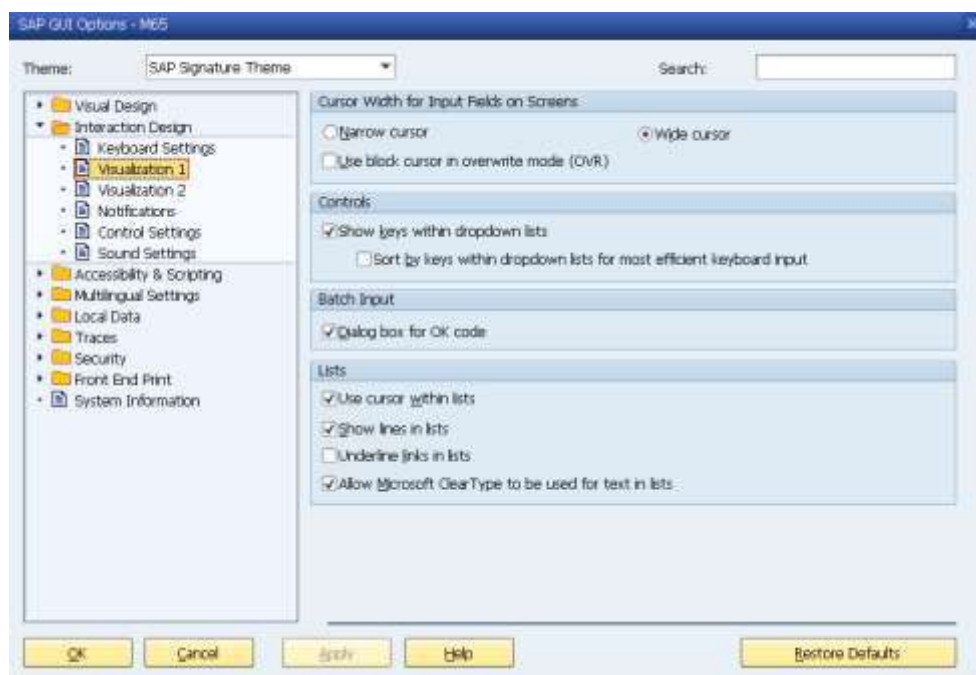 SAP GUI Options - M65
Theme: SAP Signature Theme Search:
Visual Design
Interaction Design
Keyboard Settings
Visualization 1
Visualization 2
Notifications
Control Settings
Sound Settings
Accessibility & Scripting
Multilingual Settings
Local Data
Traces
Security
Front End Print
System Information
Cursor Width for Input Fields on Screens
Narrow cursor Wide cursor
Use block cursor in overwrite mode (OVR)
Controls
Show keys within dropdown lists
Sort by keys within dropdown lists for most efficient keyboard input
Batch Input
Dialog box for OK code
Lists
Use cursor within lists
Show lines in lists
Underline links in lists
Allow Microsoft ClearType to be used for text in lists
OK Cancel Apply Help Restore Defaults